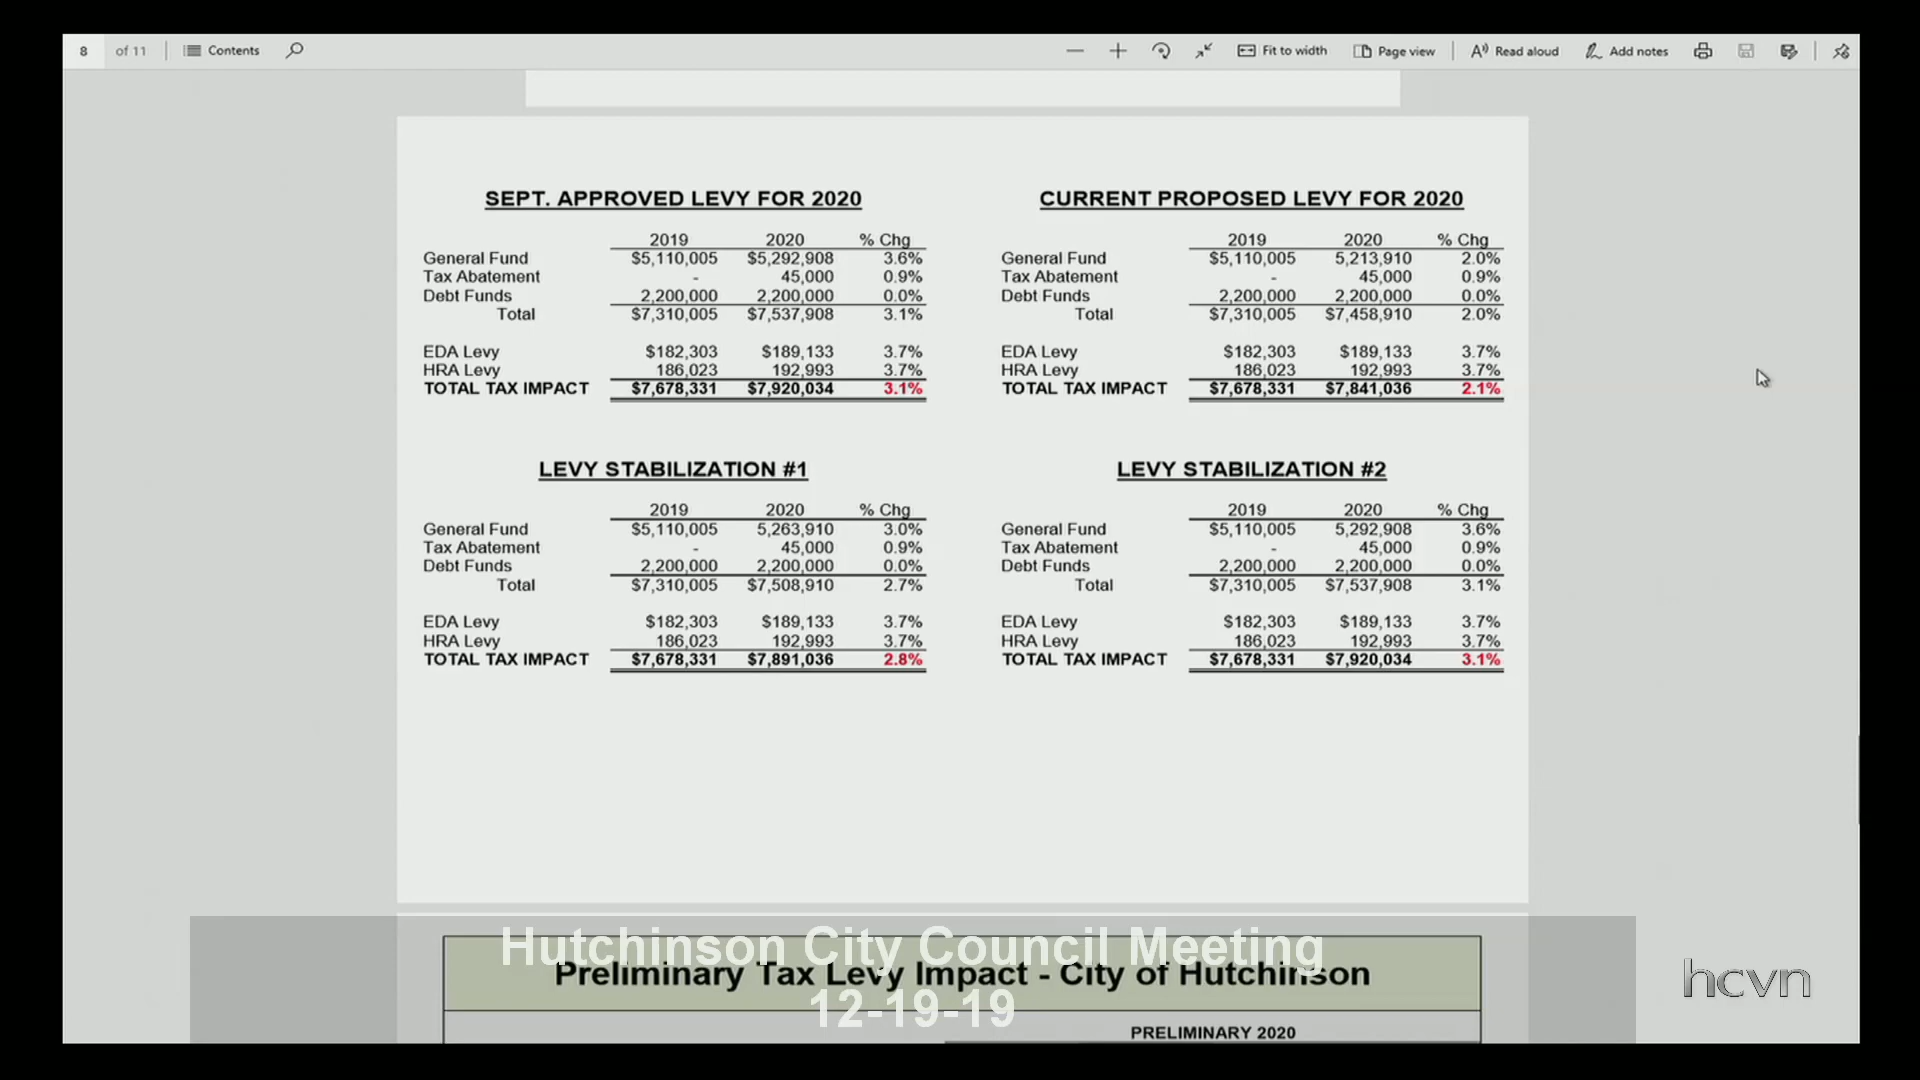 8 of 11 Contents Fit to width Page view Read aloud Add notes
SEPT. APPROVED LEVY FOR 2020
2019 2020 % Chg
General Fund $5,110,005 $5,292,908 3.6%
Tax Abatement - 45,000 0.9%
Debt Funds 2,200,000 2,200,000 0.0%
Total $7,310,005 $7,537,908 3.1%
EDA Levy $182,303 $189,133 3.7%
HRA Levy 186,023 192,993 3.7%
TOTAL TAX IMPACT $7,678,331 $7,920,034 3.1%
CURRENT PROPOSED LEVY FOR 2020
2019 2020 % Chg
General Fund $5,110,005 5,213,910 2.0%
Tax Abatement - 45,000 0.9%
Debt Funds 2,200,000 2,200,000 0.0%
Total $7,310,005 $7,458,910 2.0%
EDA Levy $182,303 $189,133 3.7%
HRA Levy 186,023 192,993 3.7%
TOTAL TAX IMPACT $7,678,331 $7,841,036 2.1%
LEVY STABILIZATION #1
2019 2020 % Chg
General Fund $5,110,005 5,263,910 3.0%
Tax Abatement - 45,000 0.9%
Debt Funds 2,200,000 2,200,000 0.0%
Total $7,310,005 $7,508,910 2.7%
EDA Levy $182,303 $189,133 3.7%
HRA Levy 186,023 192,993 3.7%
TOTAL TAX IMPACT $7,678,331 $7,891,036 2.8%
LEVY STABILIZATION #2
2019 2020 % Chg
General Fund $5,110,005 5,292,908 3.6%
Tax Abatement - 45,000 0.9%
Debt Funds 2,200,000 2,200,000 0.0%
Total $7,310,005 $7,537,908 3.1%
EDA Levy $182,303 $189,133 3.7%
HRA Levy 186,023 192,993 3.7%
TOTAL TAX IMPACT $7,678,331 $7,920,034 3.1%
Hutchinson City Council Meeting
Preliminary Tax Levy Impact - City of Hutchinson
12-19-19
hcvn
PRELIMINARY 2020